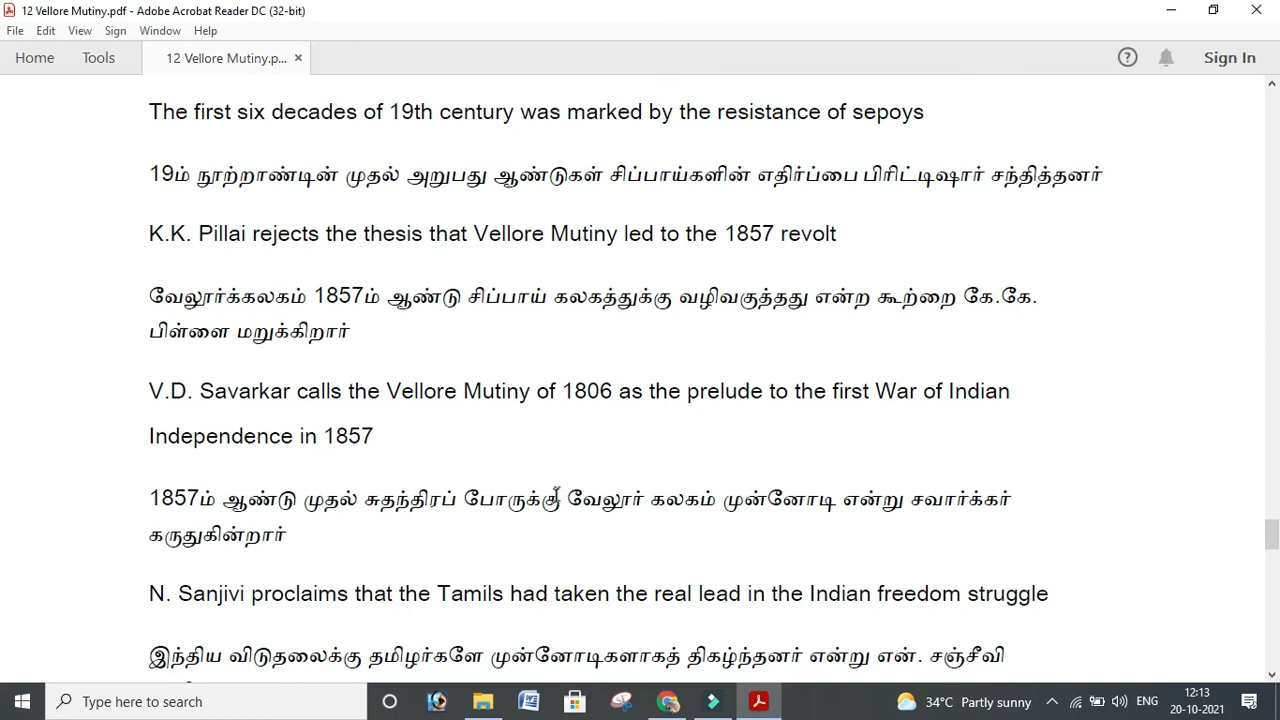 12 Vellore Mutiny.pdf - Adobe Acrobat Reader DC (32-bit)
File Edit View Sign Window Help
Home Tools 12 Vellore Mutiny.p... × Sign In
The first six decades of 19th century was marked by the resistance of sepoys
19ம் நூற்றாண்டின் முதல் அறுபது ஆண்டுகள் சிப்பாய்களின் எதிர்ப்பை பிரிட்டிஷார் சந்தித்தனர்
K.K. Pillai rejects the thesis that Vellore Mutiny led to the 1857 revolt
வேலூர்க்கலகம் 1857ம் ஆண்டு சிப்பாய் கலகத்துக்கு வழிவகுத்தது என்ற கூற்றை கே.கே.
பிள்ளை மறுக்கிறார்
V.D. Savarkar calls the Vellore Mutiny of 1806 as the prelude to the first War of Indian
Independence in 1857
1857ம் ஆண்டு முதல் சுதந்திரப் போருக்கு வேலூர் கலகம் முன்னோடி என்று சவார்க்கர்
கருதுகின்றார்
N. Sanjivi proclaims that the Tamils had taken the real lead in the Indian freedom struggle
இந்திய விடுதலைக்கு தமிழர்களே முன்னோடிகளாகத் திகழ்ந்தனர் என்று என். சஞ்சீவி
Type here to search 34°C Partly sunny ENG 12:13
20-10-2021